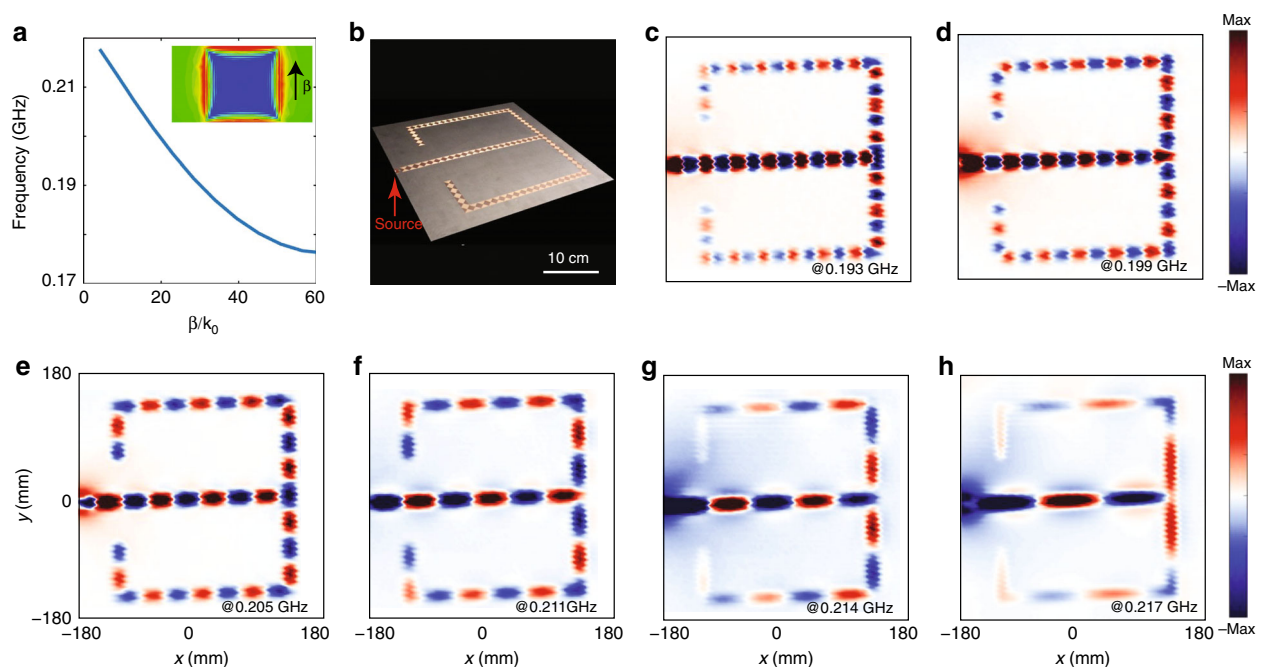 a
Frequency (GHz)
0.21
0.19
0.17
0
20
40
60
β/k0
β
b
Source
10 cm
c
@0.193 GHz
d
@0.199 GHz
Max
–Max
e
180
0
–180
y (mm)
–180
0
180
x (mm)
@0.205 GHz
f
@0.211GHz
–180
0
180
x (mm)
g
@0.214 GHz
–180
0
180
x (mm)
h
@0.217 GHz
–180
0
180
x (mm)
Max
–Max